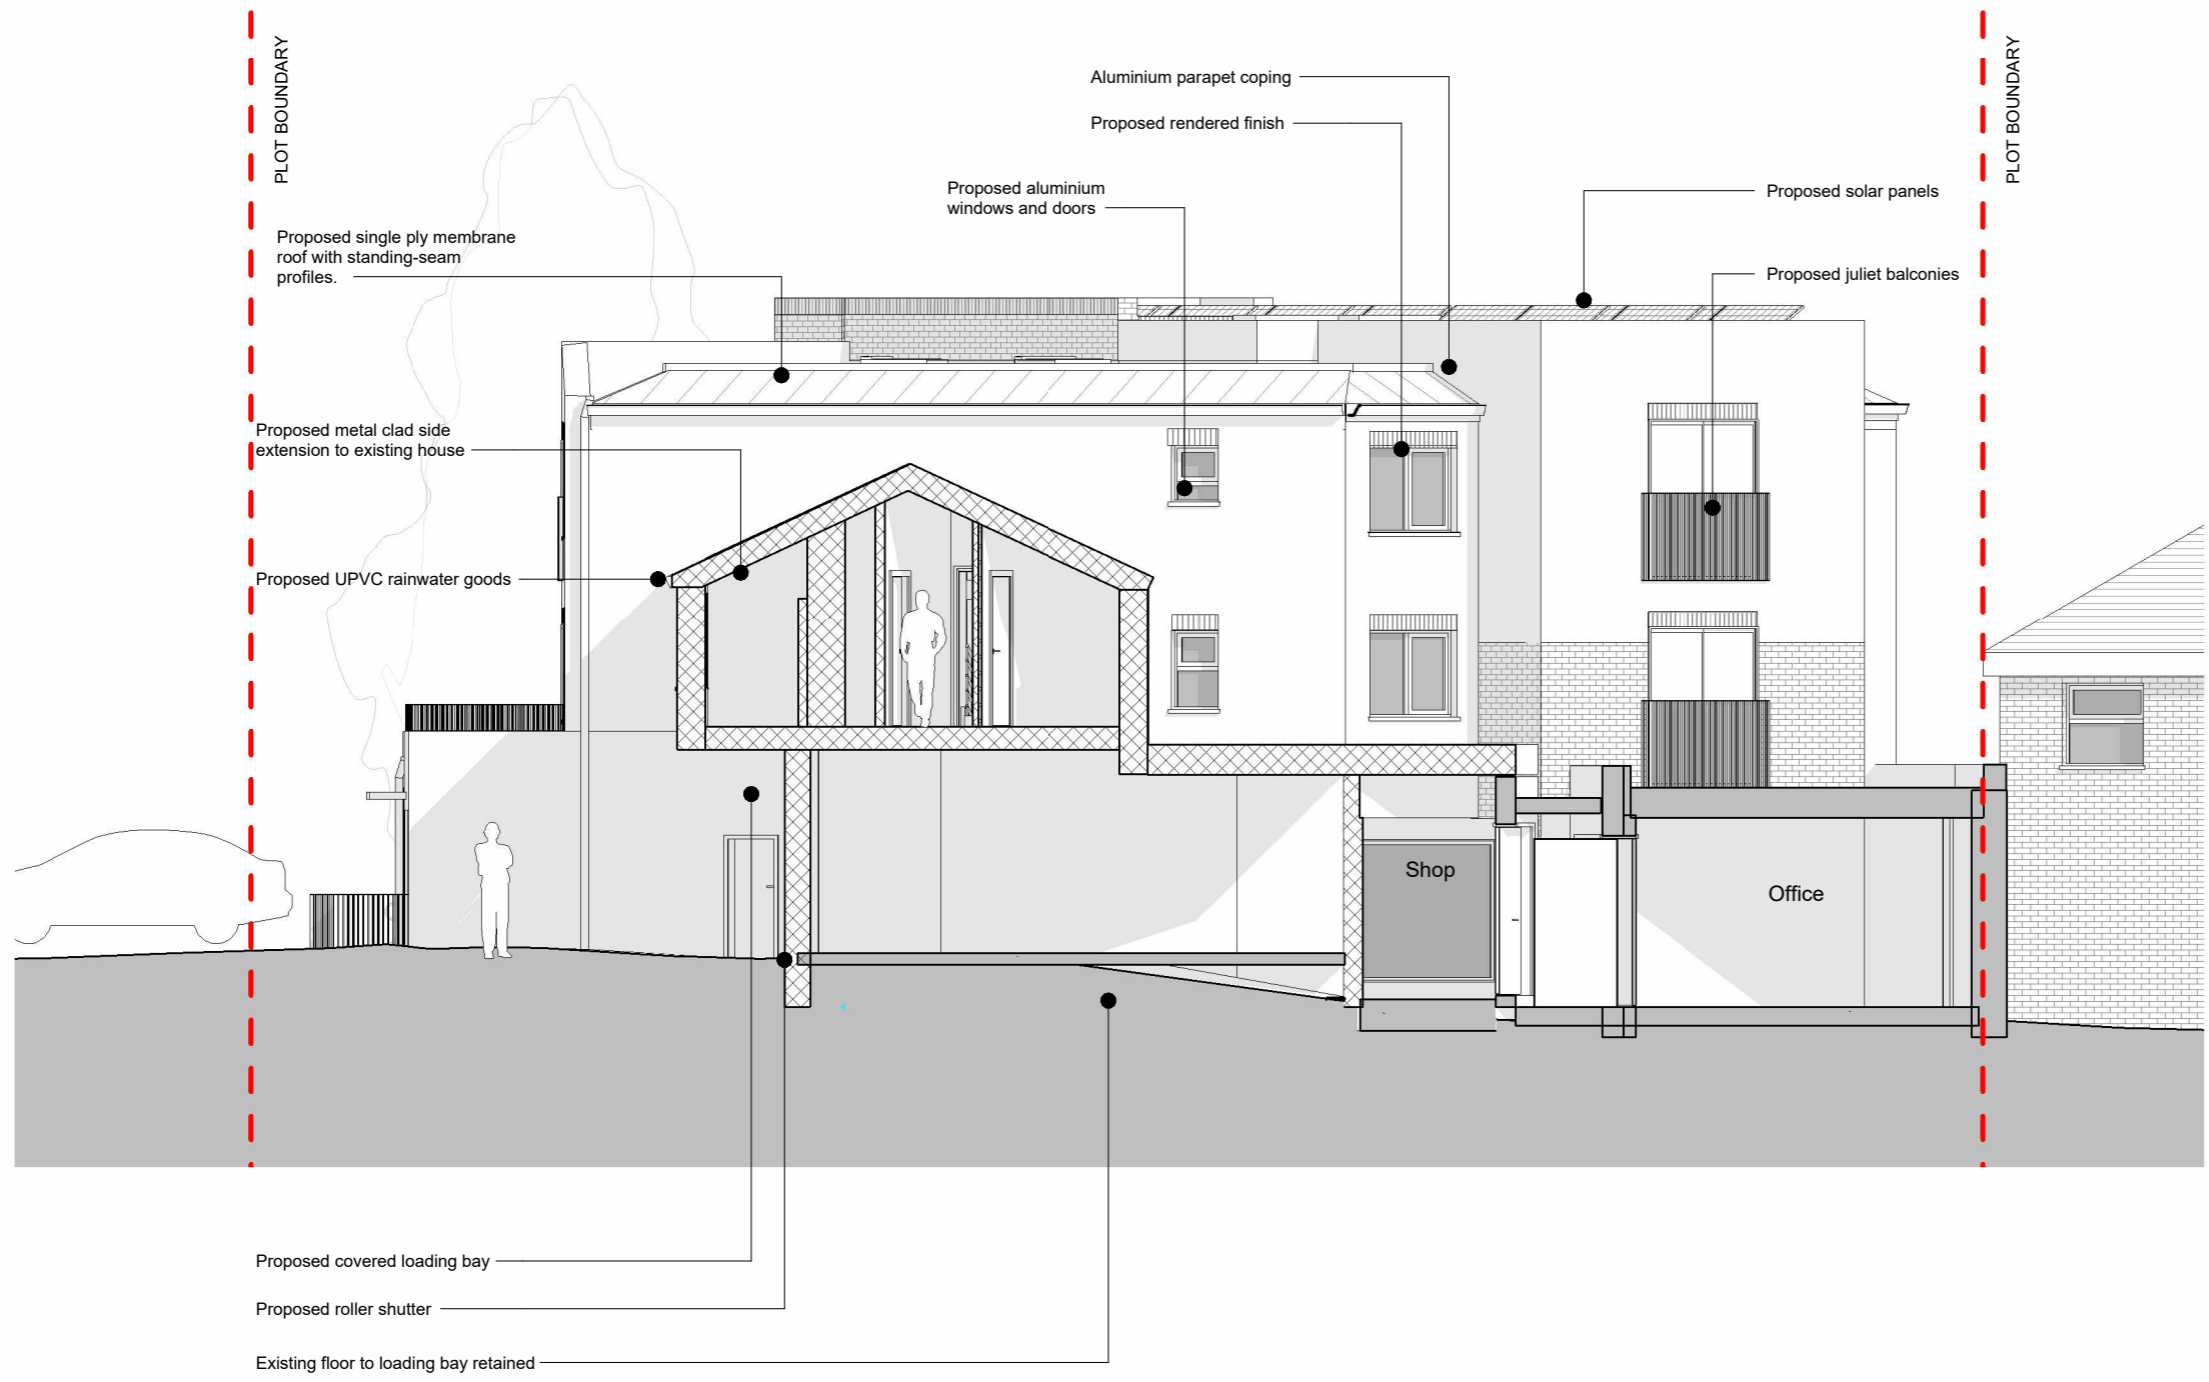 PLOT BOUNDARY
PLOT BOUNDARY
Aluminium parapet coping
Proposed rendered finish
Proposed aluminium
windows and doors
Proposed solar panels
Proposed single ply membrane
roof with standing-seam
profiles.
Proposed juliet balconies
Proposed metal clad side
extension to existing house
Proposed UPVC rainwater goods
Shop
Office
Proposed covered loading bay
Proposed roller shutter
Existing floor to loading bay retained